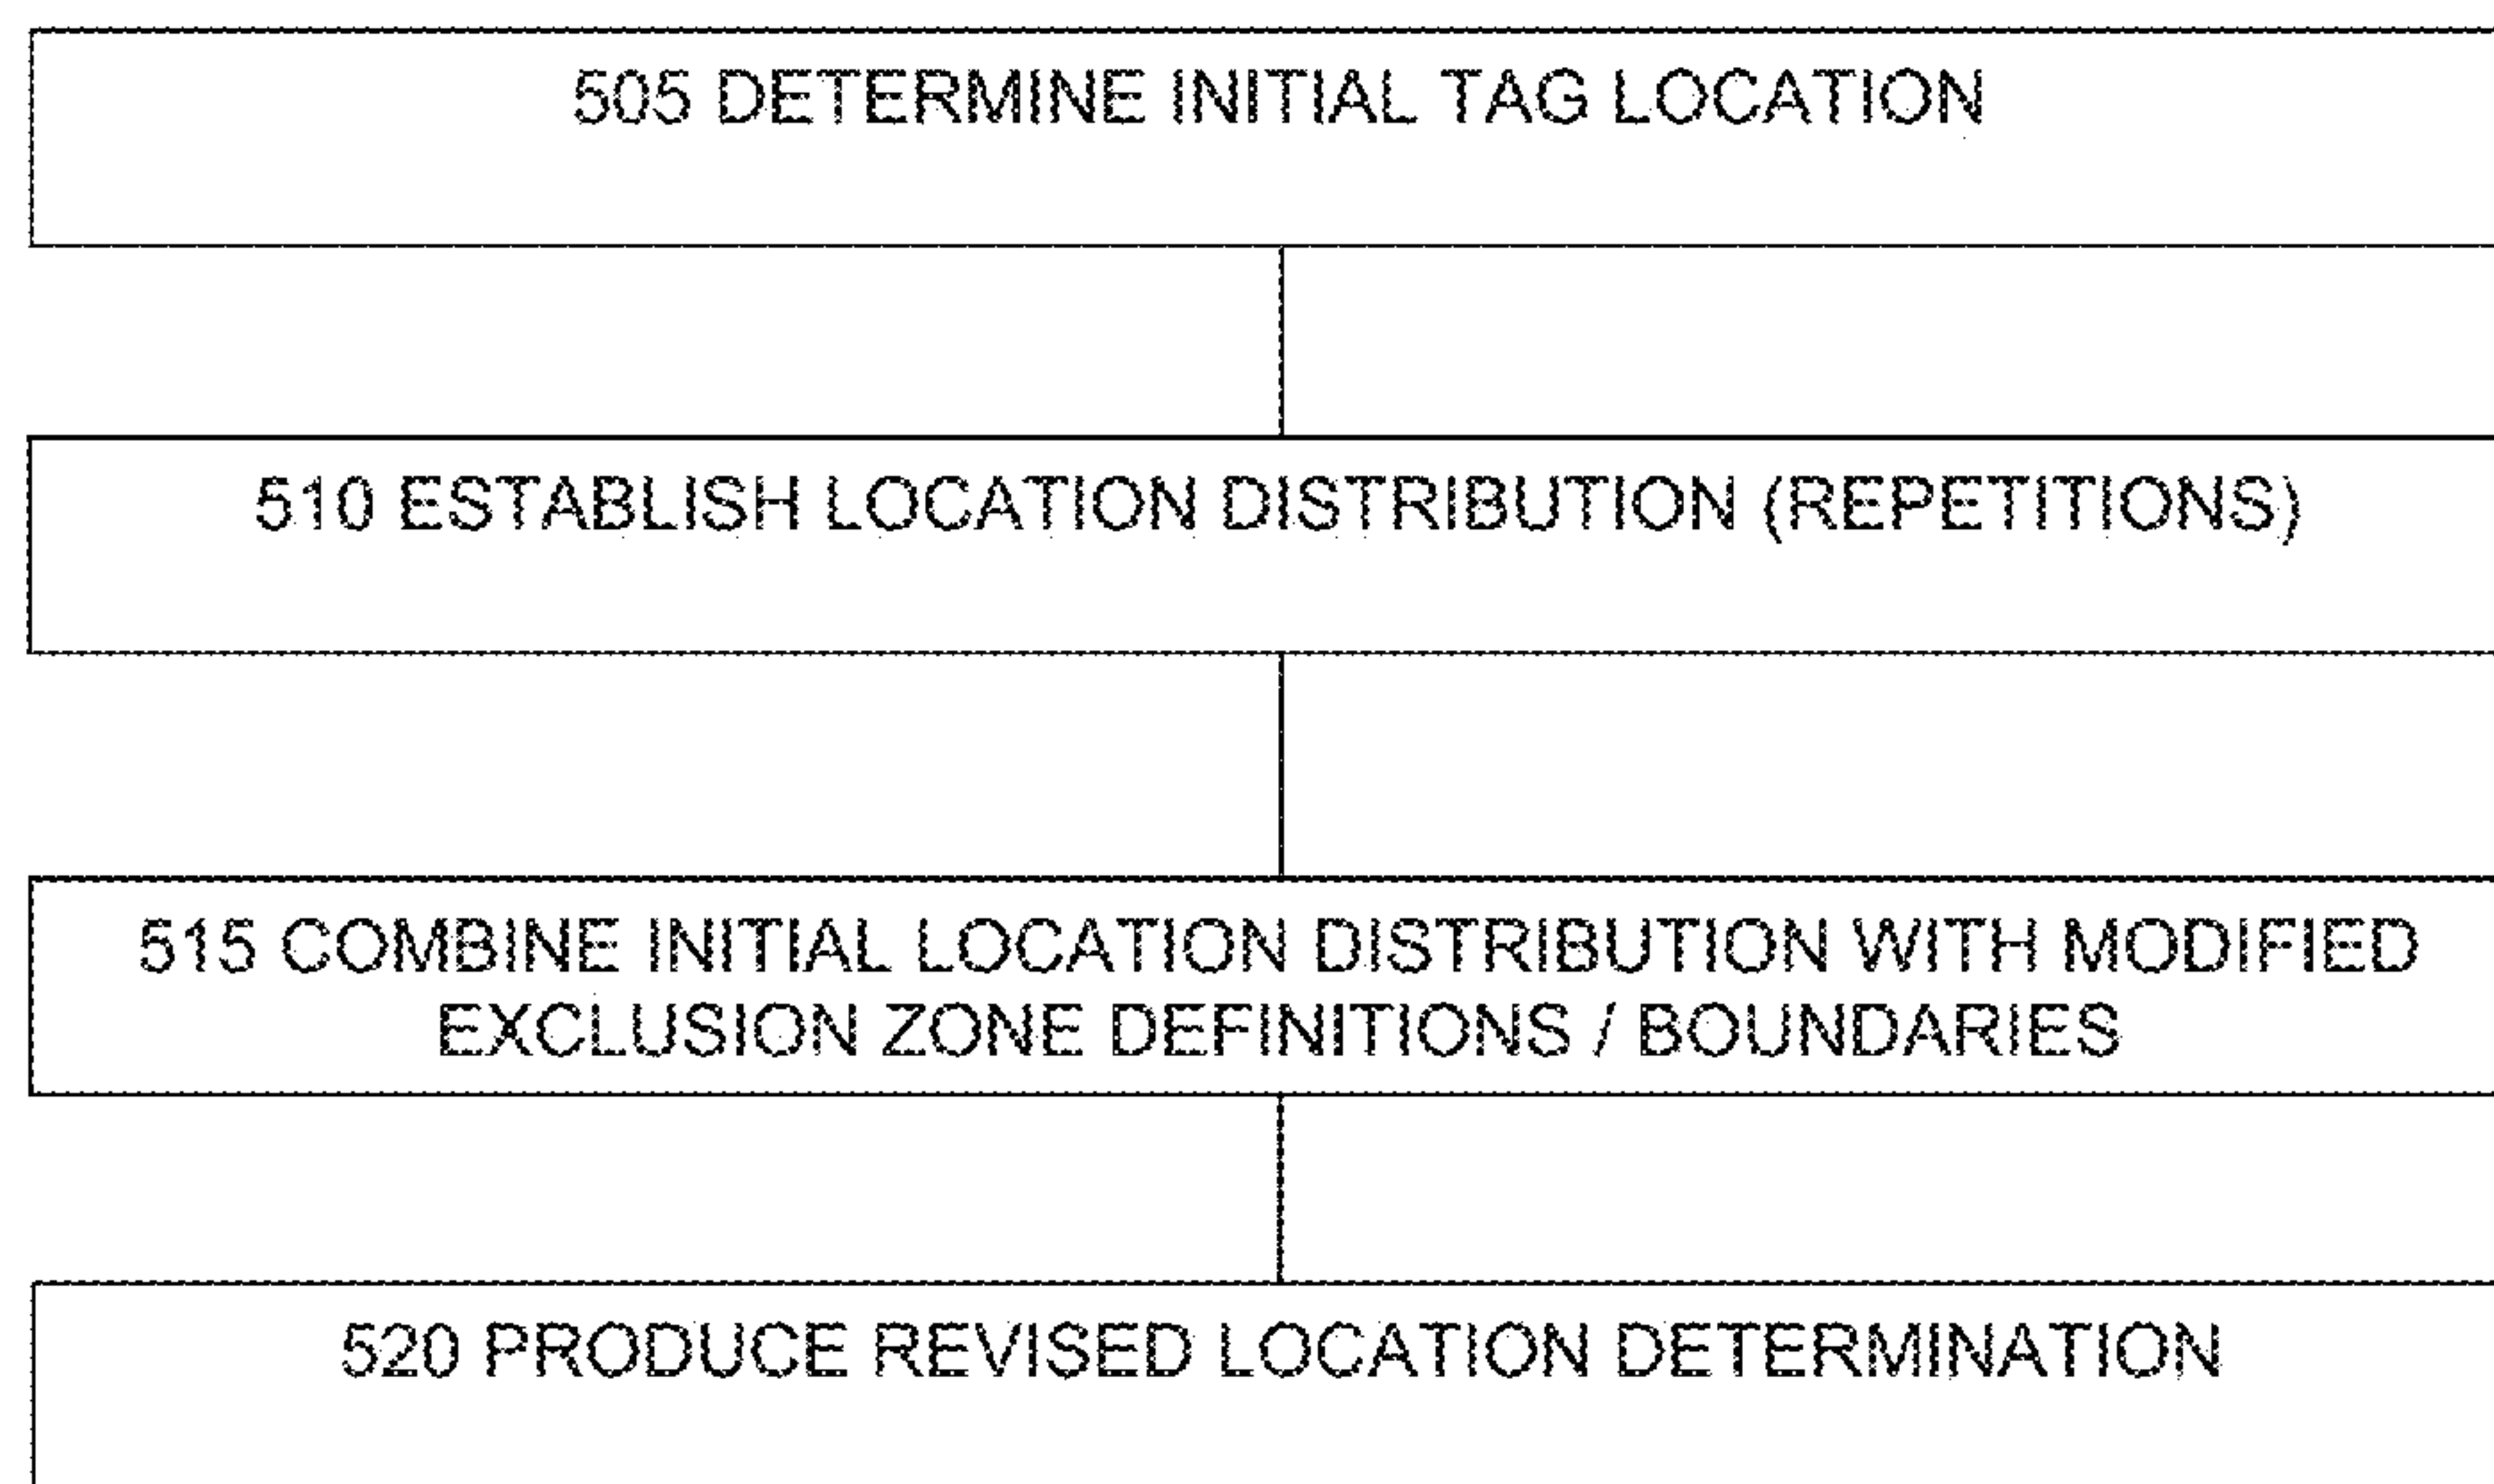 505 DETERMINE INITIAL TAG LOCATION
510 ESTABLISH LOCATION DISTRIBUTION (REPETITIONS)
515 COMBINE INITIAL LOCATION DISTRIBUTION WITH MODIFIED
EXCLUSION ZONE DEFINITIONS / BOUNDARIES
520 PRODUCE REVISED LOCATION DETERMINATION